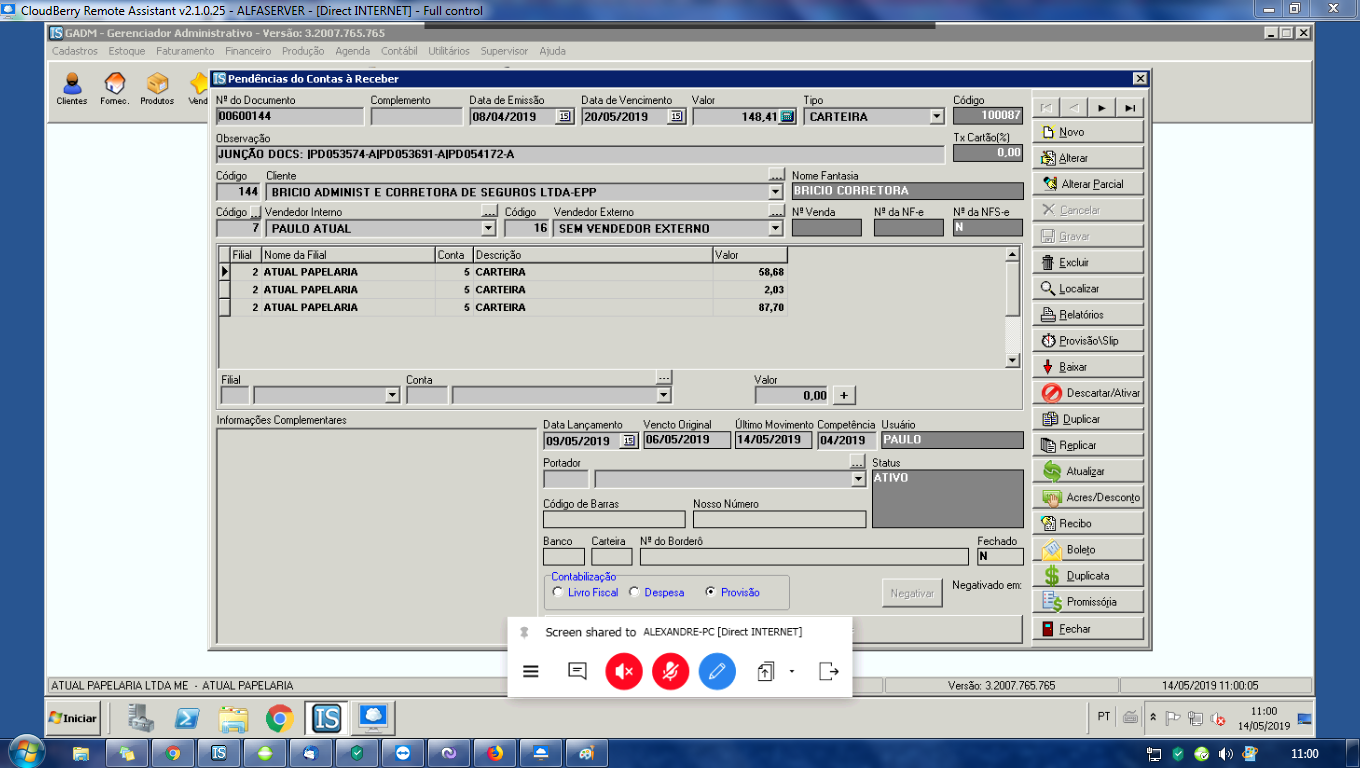 CloudBerry Remote Assistant v2.1.0.25 - ALFASERVER - [Direct INTERNET] - Full control
IS GADM - Gerenciador Administrativo - Versão: 3.2007.765.765
Cadastros Estoque Faturamento Financeiro Produção Agenda Contábil Utilitários Supervisor Ajuda
Clientes Fornec. Produtos Vend
IS Pendências do Contas à Receber
Nº do Documento Complemento Data de Emissão Data de Vencimento Valor Tipo Código
00600144 08/04/2019 15 20/05/2019 15 148,41 CARTEIRA 100087
Observação Tx Cartão(%)
JUNÇÃO DOCS: |PD053574-A|PD053691-A|PD054172-A 0,00
Código Cliente ... Nome Fantasia
144 BRICIO ADMINIST E CORRETORA DE SEGUROS LTDA-EPP BRICIO CORRETORA
Código ... Vendedor Interno ... Código Vendedor Externo ... Nº Venda Nº da NF-e Nº da NFS-e
7 PAULO ATUAL 16 SEM VENDEDOR EXTERNO N
Filial Nome da Filial Conta Descrição Valor
2 ATUAL PAPELARIA 5 CARTEIRA 58,68
2 ATUAL PAPELARIA 5 CARTEIRA 2,03
2 ATUAL PAPELARIA 5 CARTEIRA 87,70
Filial Conta ... Valor
0,00 +
Informações Complementares
Data Lançamento Vencto Original Último Movimento Competência Usuário
09/05/2019 15 06/05/2019 14/05/2019 04/2019 PAULO
Portador ... Status
ATIVO
Código de Barras Nosso Número
Banco Carteira Nº do Borderô Fechado
N
Contabilização
Livro Fiscal Despesa Provisão
Negativar Negativado em:
Novo
Alterar
Alterar Parcial
Cancelar
Gravar
Excluir
Localizar
Relatórios
Provisão\Slip
Baixar
Descartar/Ativar
Duplicar
Replicar
Atualizar
Acres/Desconto
Recibo
Boleto
Duplicata
Promissória
Fechar
Screen shared to ALEXANDRE-PC [Direct INTERNET]
ATUAL PAPELARIA LTDA ME - ATUAL PAPELARIA Versão: 3.2007.765.765 14/05/2019 11:00:05
Iniciar IS PT 11:00
14/05/2019
IS 11:00